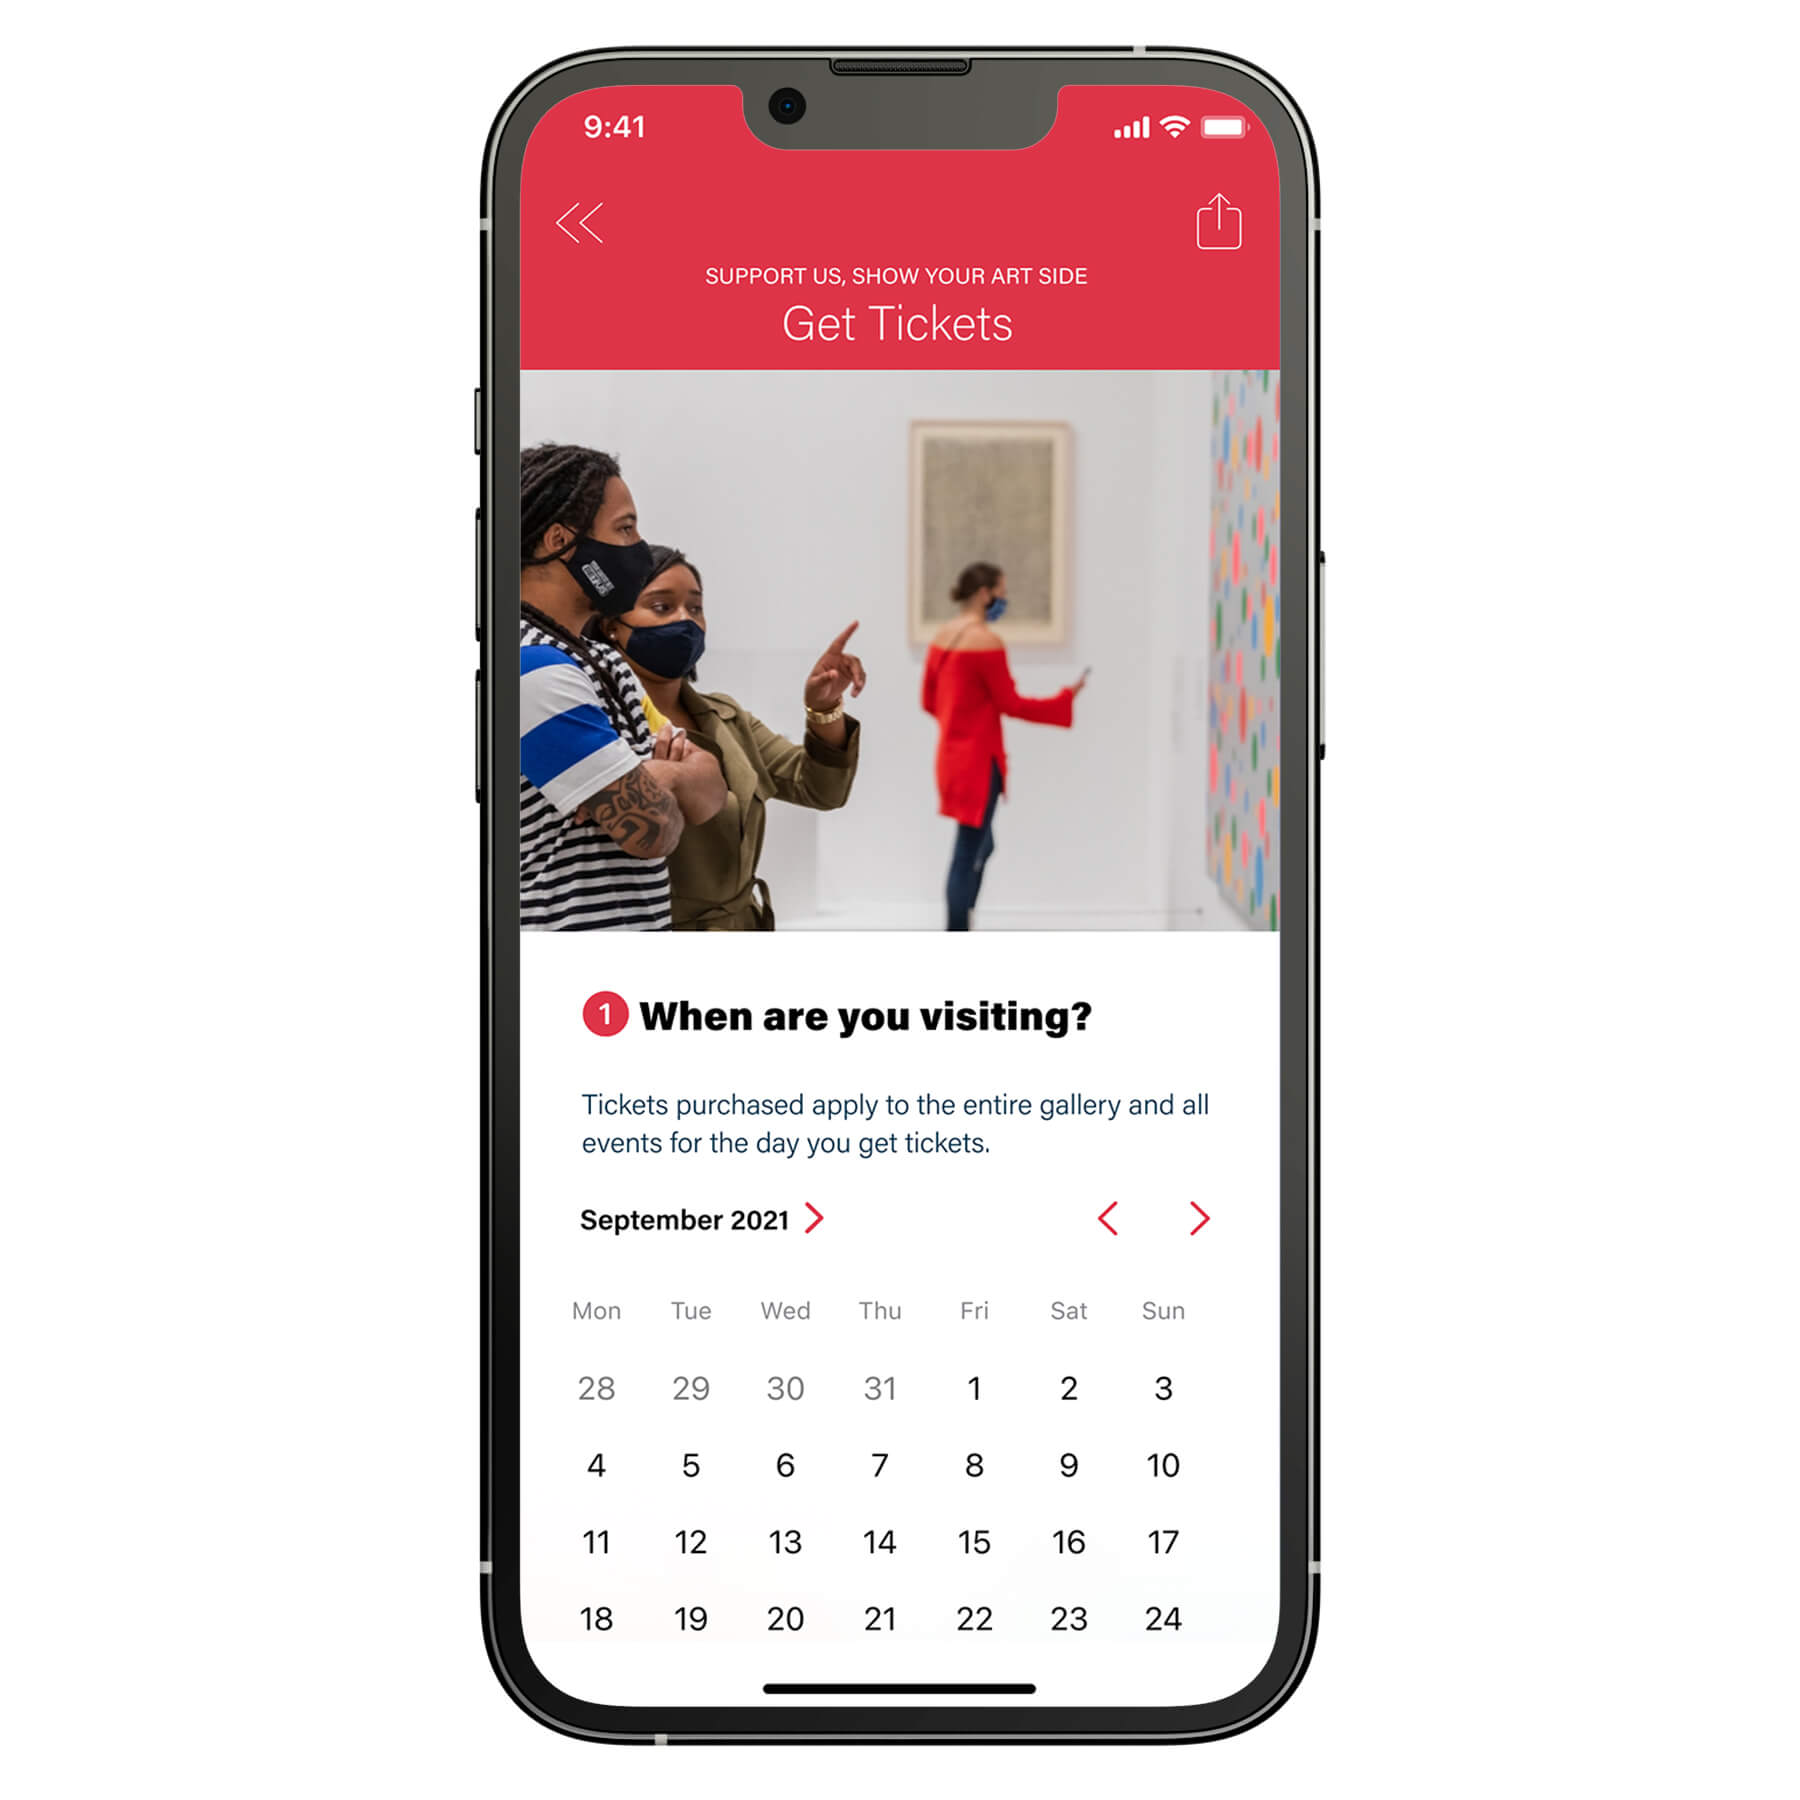 9:41
SUPPORT US, SHOW YOUR ART SIDE
Get Tickets
1 When are you visiting?
Tickets purchased apply to the entire gallery and all
events for the day you get tickets.
September 2021
Mon Tue Wed Thu Fri Sat Sun
28 29 30 31 1 2 3
4 5 6 7 8 9 10
11 12 13 14 15 16 17
18 19 20 21 22 23 24